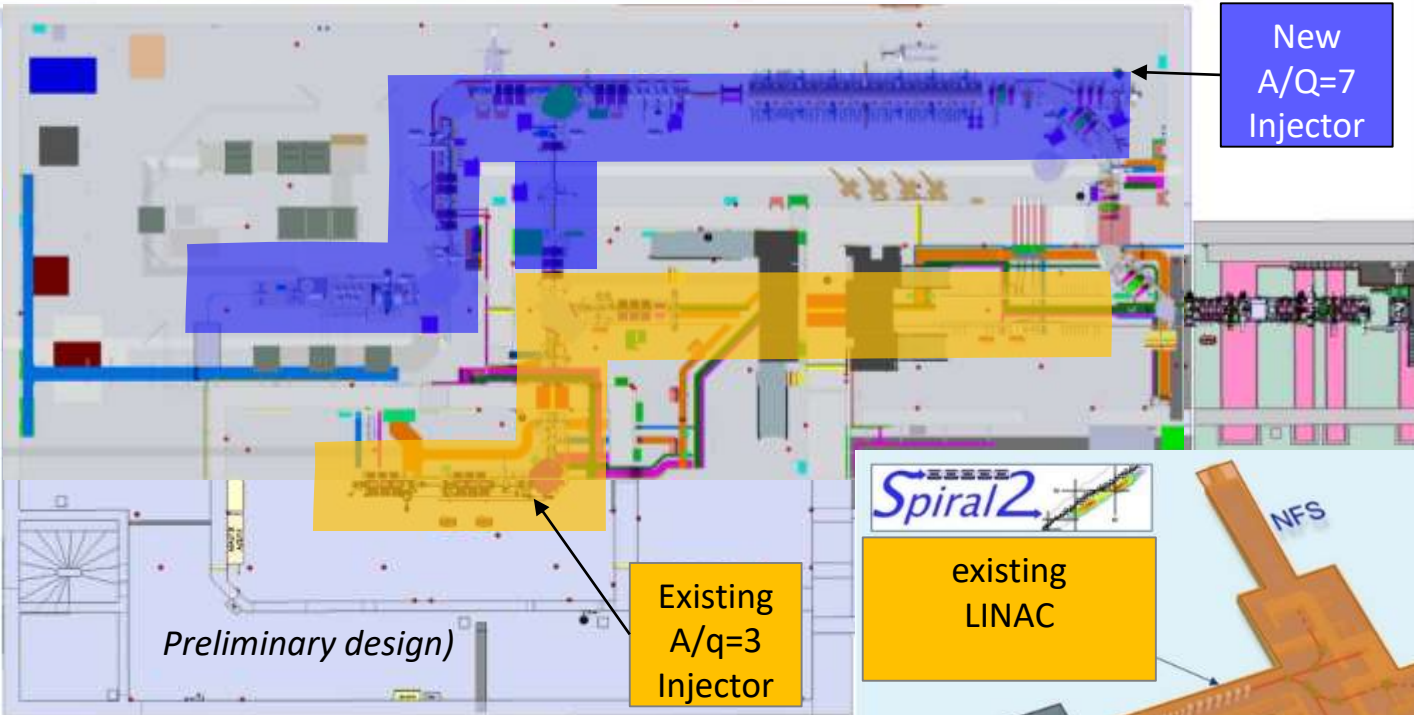 New
A/Q=7
Injector
Spiral2
NFS
existing
LINAC
Existing
A/q=3
Injector
Preliminary design)